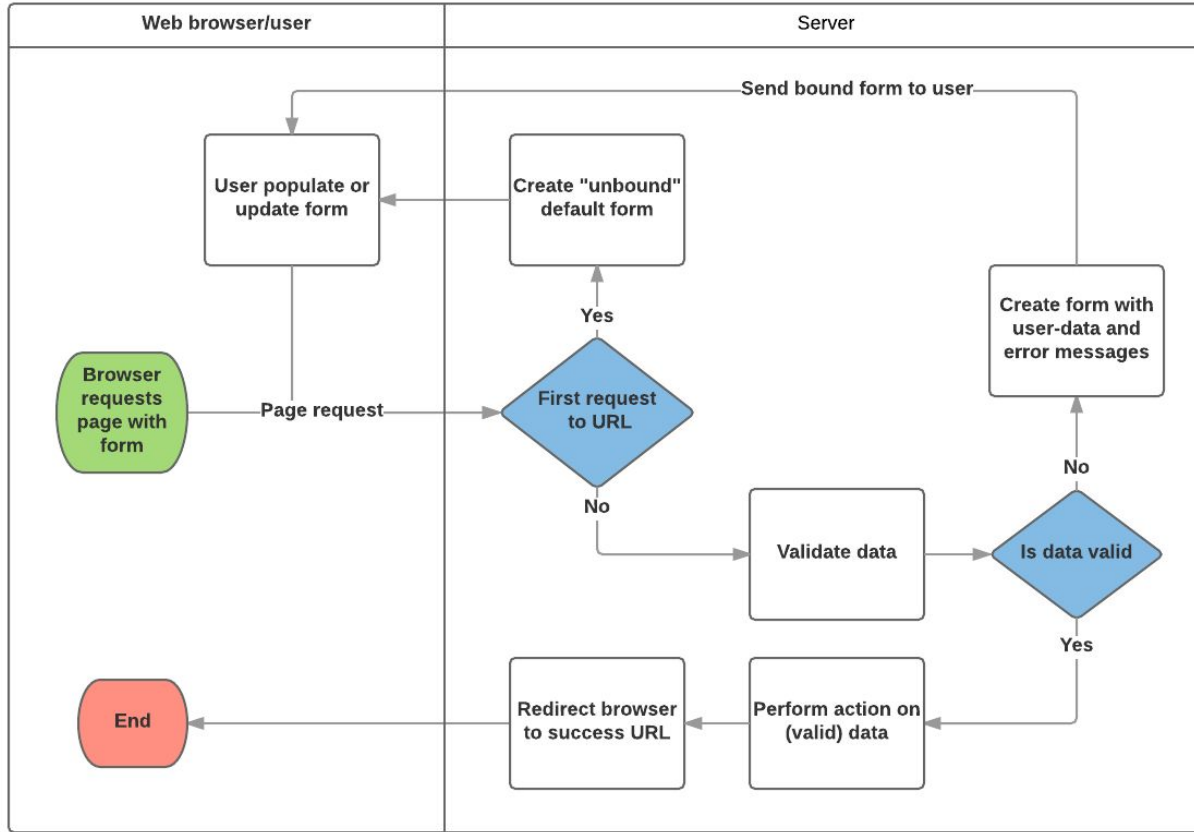 Web browser/user
Server
Send bound form to user
User populate or
update form
Create "unbound"
default form
Create form with
user-data and
error messages
Yes
Browser
requests
page with
form
Page request
First request
to URL
No
No
Validate data
Is data valid
Yes
End
Redirect browser
to success URL
Perform action on
(valid) data